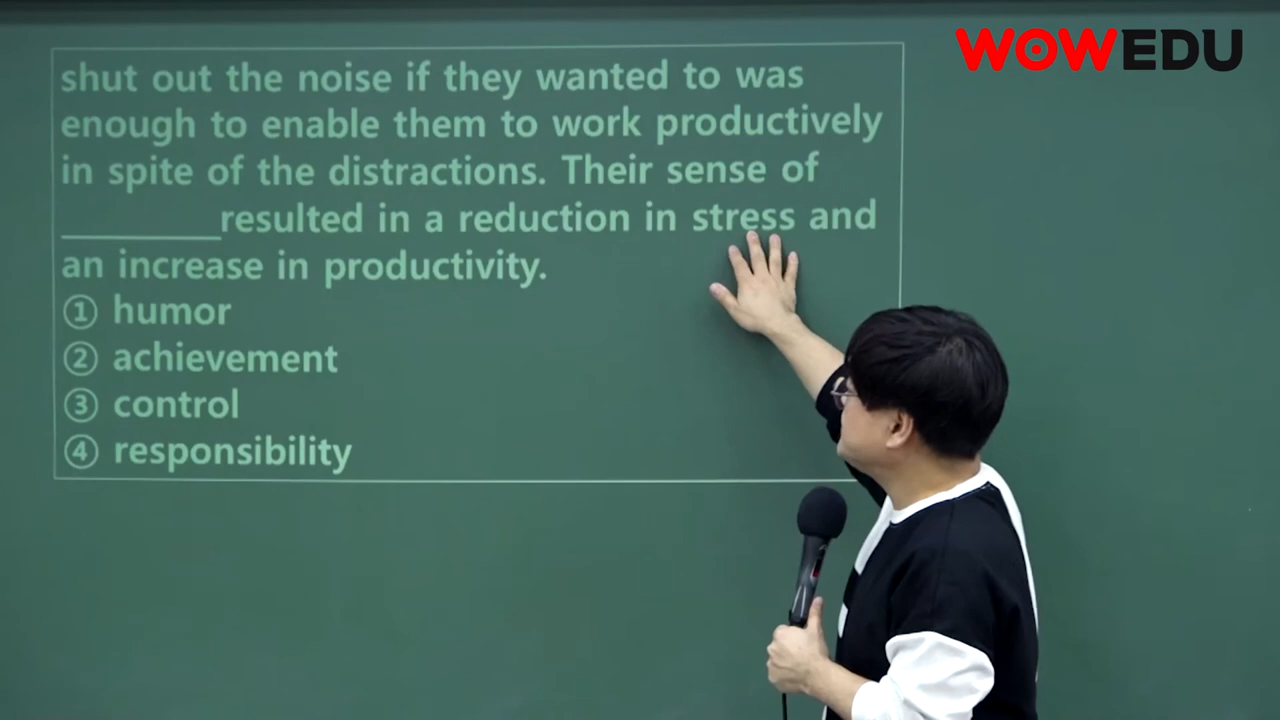 WOWEDU
shut out the noise if they wanted to was
enough to enable them to work productively
in spite of the distractions. Their sense of
__________resulted in a reduction in stress and
an increase in productivity.
① humor
② achievement
③ control
④ responsibility